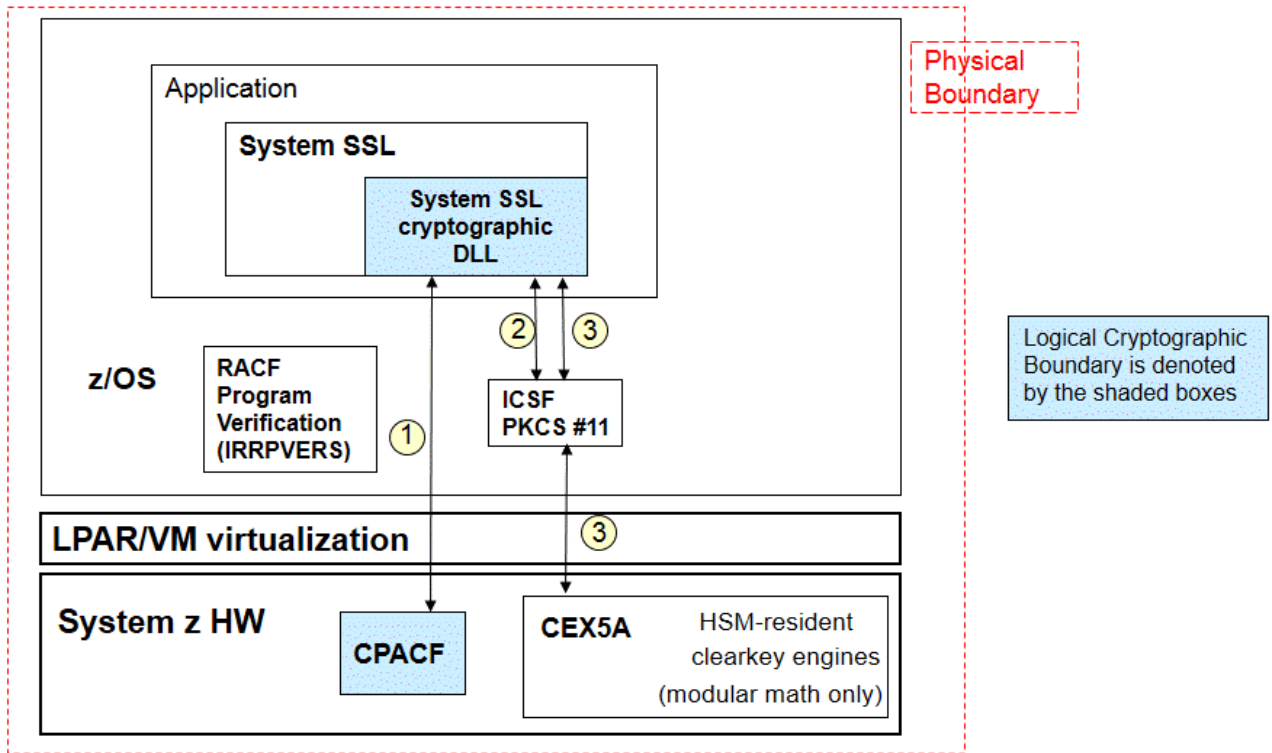 Physical
Boundary
Application
System SSL
System SSL
cryptographic
DLL
2
3
Logical Cryptographic
Boundary is denoted
by the shaded boxes
z/OS
RACF
Program
Verification
(IRRPVERS)
1
ICSF
PKCS #11
LPAR/VM virtualization
3
System z HW
CPACF
CEX5A
HSM-resident
clearkey engines
(modular math only)